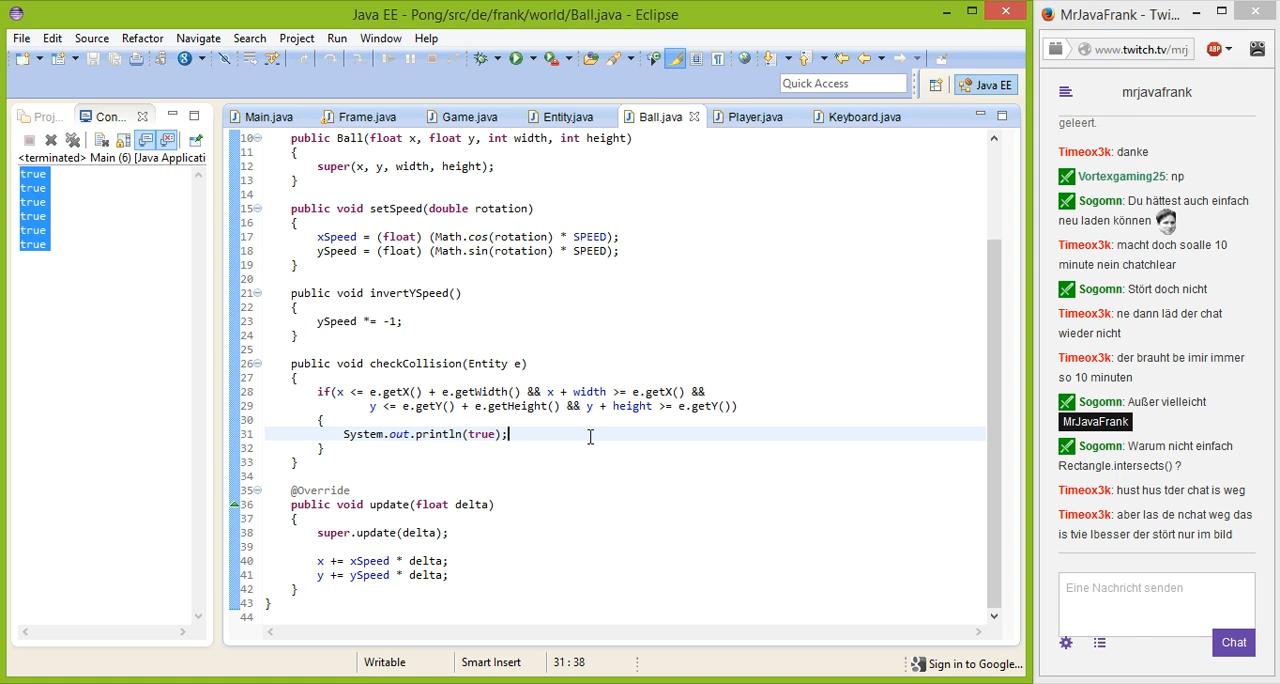 Java EE - Pong/src/de/frank/world/Ball.java - Eclipse
File Edit Source Refactor Navigate Search Project Run Window Help
Quick Access
Java EE
Proj...
Con...
<terminated> Main (6) [Java Applicati
true
true
true
true
true
true
Main.java Frame.java Game.java Entity.java Ball.java Player.java Keyboard.java
10 public Ball(float x, float y, int width, int height)
11 {
12 super(x, y, width, height);
13 }
14
15 public void setSpeed(double rotation)
16 {
17 xSpeed = (float) (Math.cos(rotation) * SPEED);
18 ySpeed = (float) (Math.sin(rotation) * SPEED);
19 }
20
21 public void invertYSpeed()
22 {
23 ySpeed *= -1;
24 }
25
26 public void checkCollision(Entity e)
27 {
28 if(x <= e.getX() + e.getWidth() && x + width >= e.getX() &&
29 y <= e.getY() + e.getHeight() && y + height >= e.getY())
30 {
31 System.out.println(true);
32 }
33 }
34
35 @Override
36 public void update(float delta)
37 {
38 super.update(delta);
39
40 x += xSpeed * delta;
41 y += ySpeed * delta;
42 }
43 }
44
Writable Smart Insert 31 : 38
Sign in to Google...
MrJavaFrank - Twi...
www.twitch.tv/mrj
ABP
mrjavafrank
geleert.
Timeox3k: danke
Vortexgaming25: np
Sogomn: Du hättest auch einfach
neu laden können
Timeox3k: macht doch soalle 10
minute nein chatchlear
Sogomn: Stört doch nicht
Timeox3k: ne dann läd der chat
wieder nicht
Timeox3k: der brauht be imir immer
so 10 minuten
Sogomn: Außer vielleicht
MrJavaFrank
Sogomn: Warum nicht einfach
Rectangle.intersects() ?
Timeox3k: hust hus tder chat is weg
Timeox3k: aber las de nchat weg das
is tvie lbesser der stört nur im bild
Eine Nachricht senden
Chat